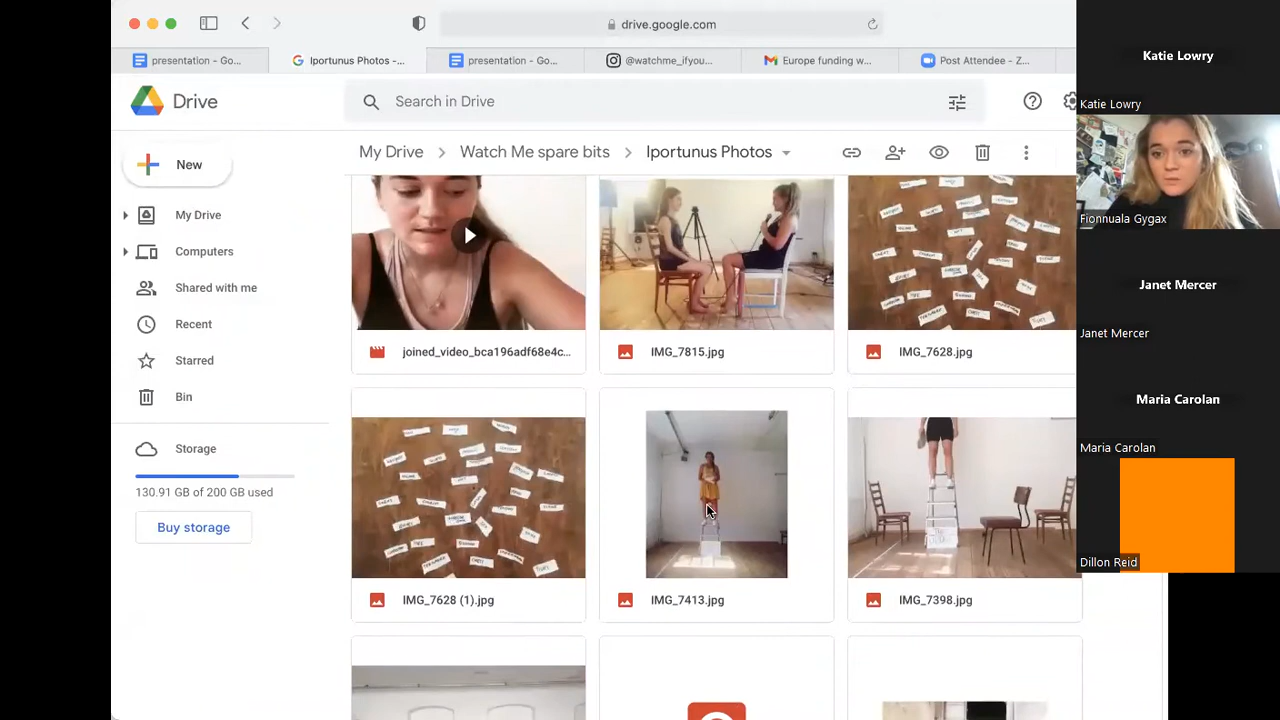 drive.google.com
presentation - Go...
Iportunus Photos -...
presentation - Go...
@watchme_ifyou...
Europe funding w...
Post Attendee - Z...
Drive
Search in Drive
New
My Drive
Watch Me spare bits
Iportunus Photos
My Drive
Computers
Shared with me
Recent
Starred
Bin
Storage
130.91 GB of 200 GB used
Buy storage
joined_video_bca196adf68e4c...
IMG_7815.jpg
IMG_7628.jpg
IMG_7628 (1).jpg
IMG_7413.jpg
IMG_7398.jpg
Katie Lowry
Katie Lowry
Fionnuala Gygax
Janet Mercer
Janet Mercer
Maria Carolan
Maria Carolan
Dillon Reid